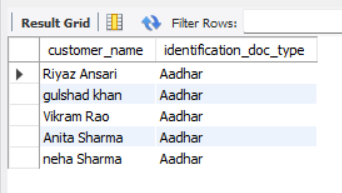 Result Grid Filter Rows:
customer_name identification_doc_type
Riyaz Ansari Aadhar
gulshad khan Aadhar
Vikram Rao Aadhar
Anita Sharma Aadhar
neha Sharma Aadhar